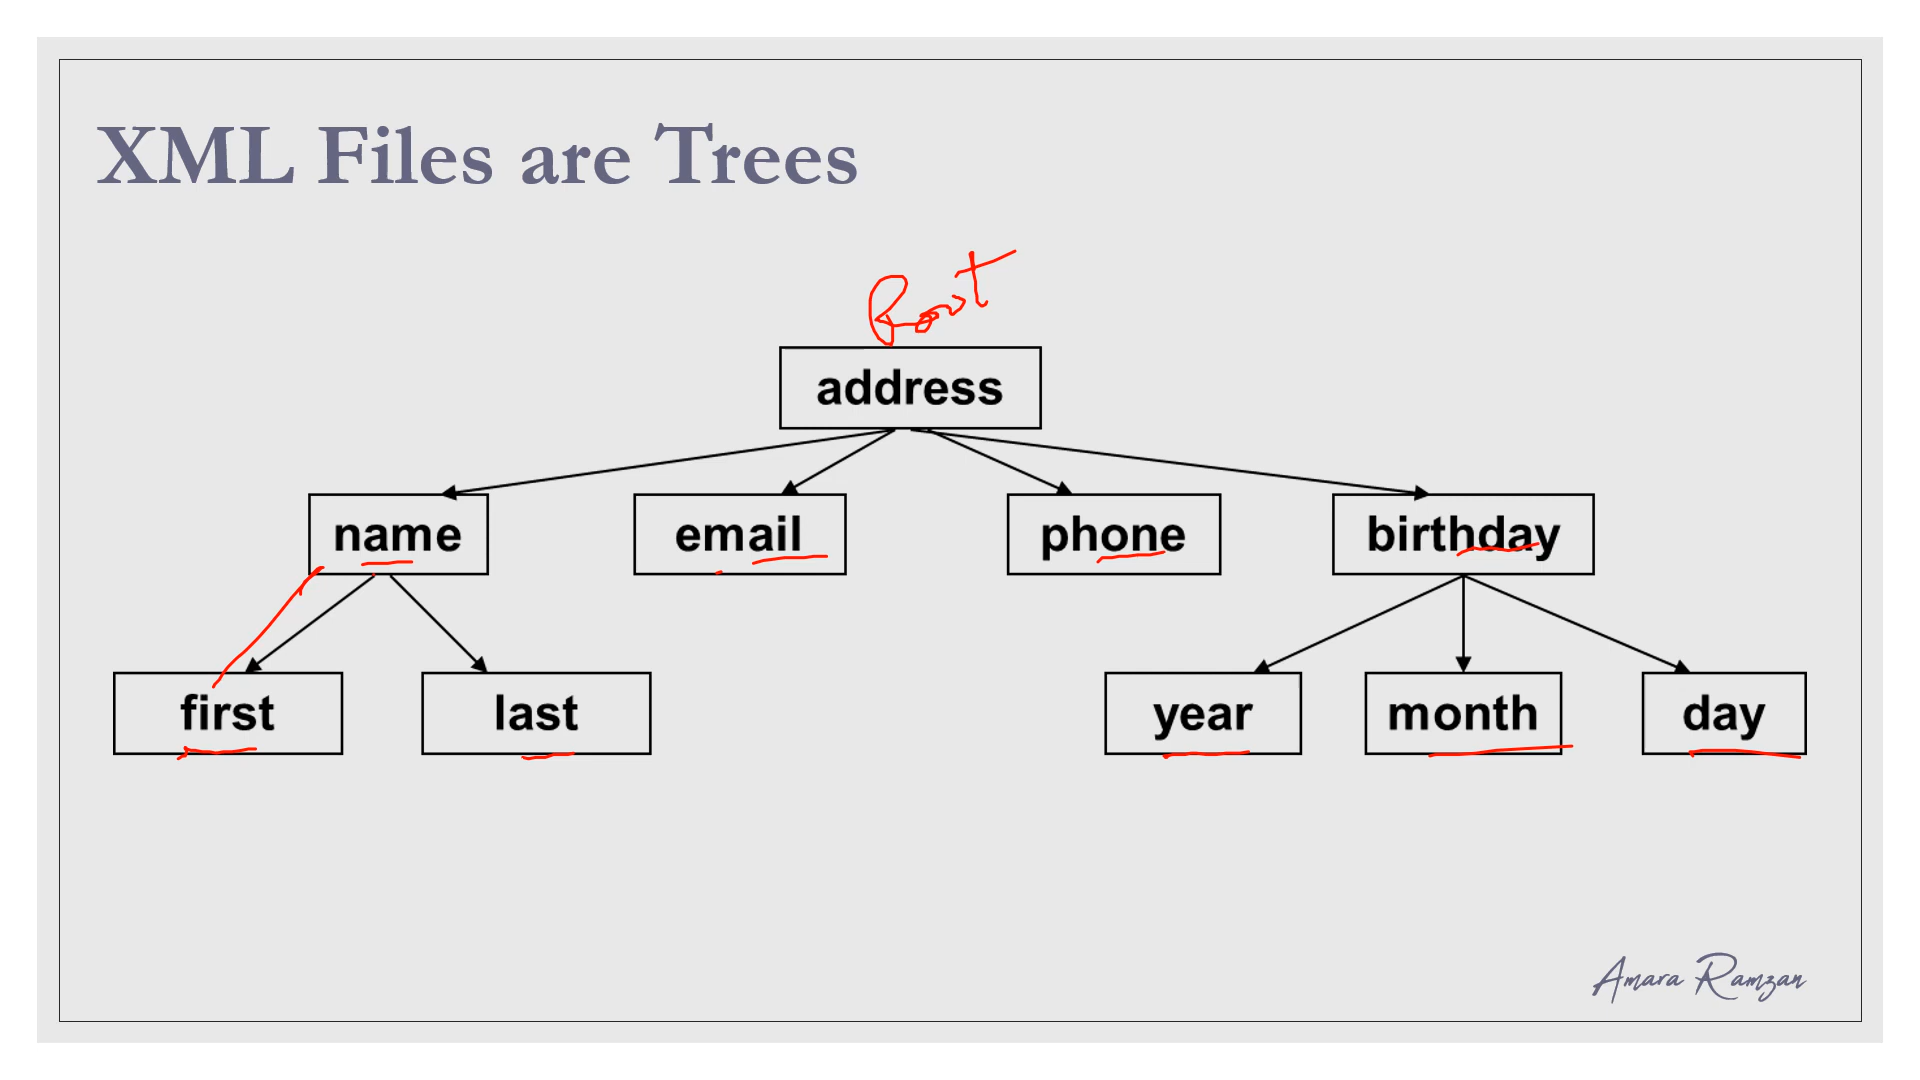 XML Files are Trees
Root
address
name email phone birthday
first last year month day
Amara Ramzan